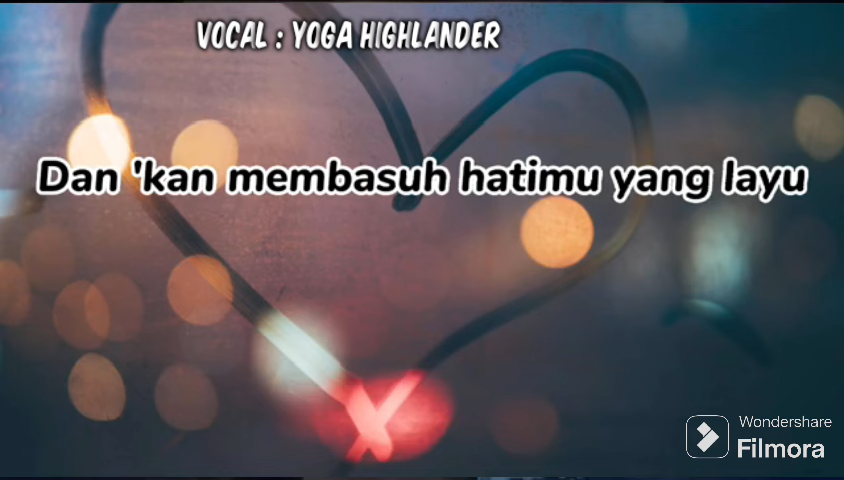 VOCAL : YOGA HIGHLANDER
Dan 'kan membasuh hatimu yang layu
Wondershare
Filmora